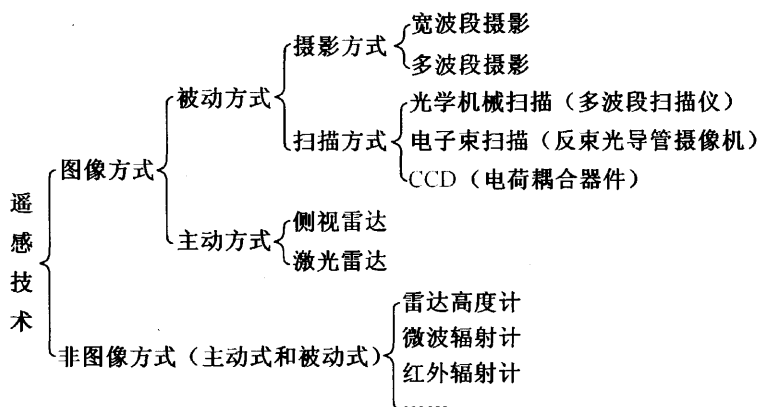 宽波段摄影
摄影方式
多波段摄影
被动方式
光学机械扫描（多波段扫描仪）
扫描方式
电子束扫描（反束光导管摄像机）
图像方式
CCD（电荷耦合器件）
遥感技术
侧视雷达
主动方式
激光雷达
雷达高度计
微波辐射计
非图像方式（主动式和被动式）
红外辐射计
……